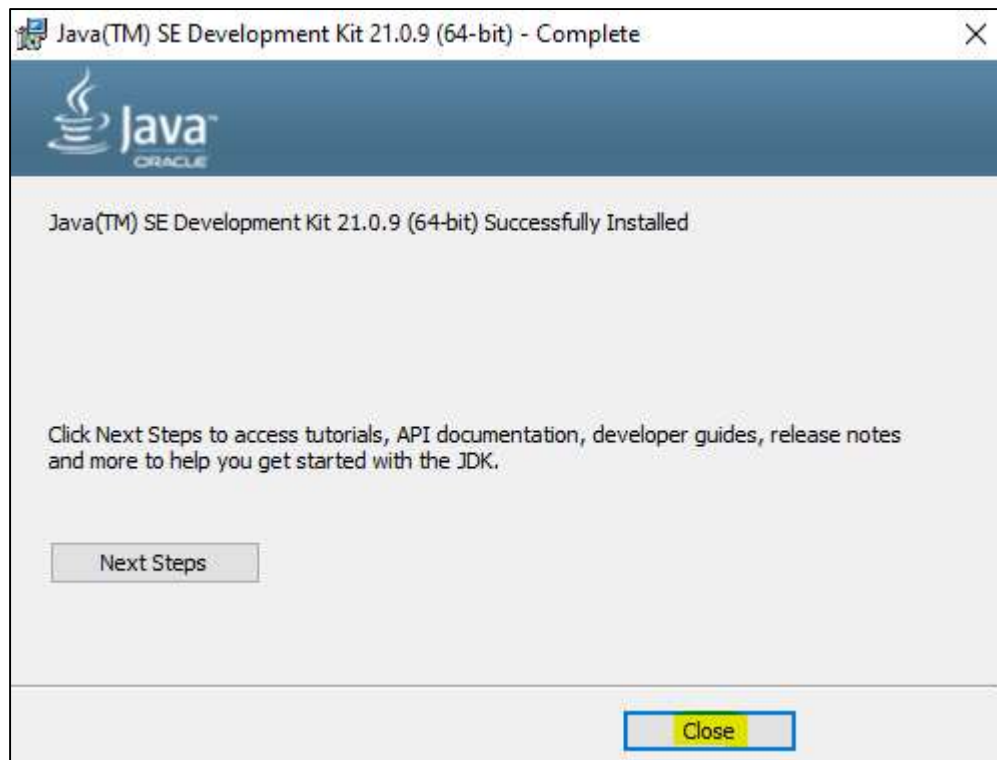 Java(TM) SE Development Kit 21.0.9 (64-bit) - Complete
Java™
ORACLE
Java(TM) SE Development Kit 21.0.9 (64-bit) Successfully Installed
Click Next Steps to access tutorials, API documentation, developer guides, release notes
and more to help you get started with the JDK.
Next Steps
Close